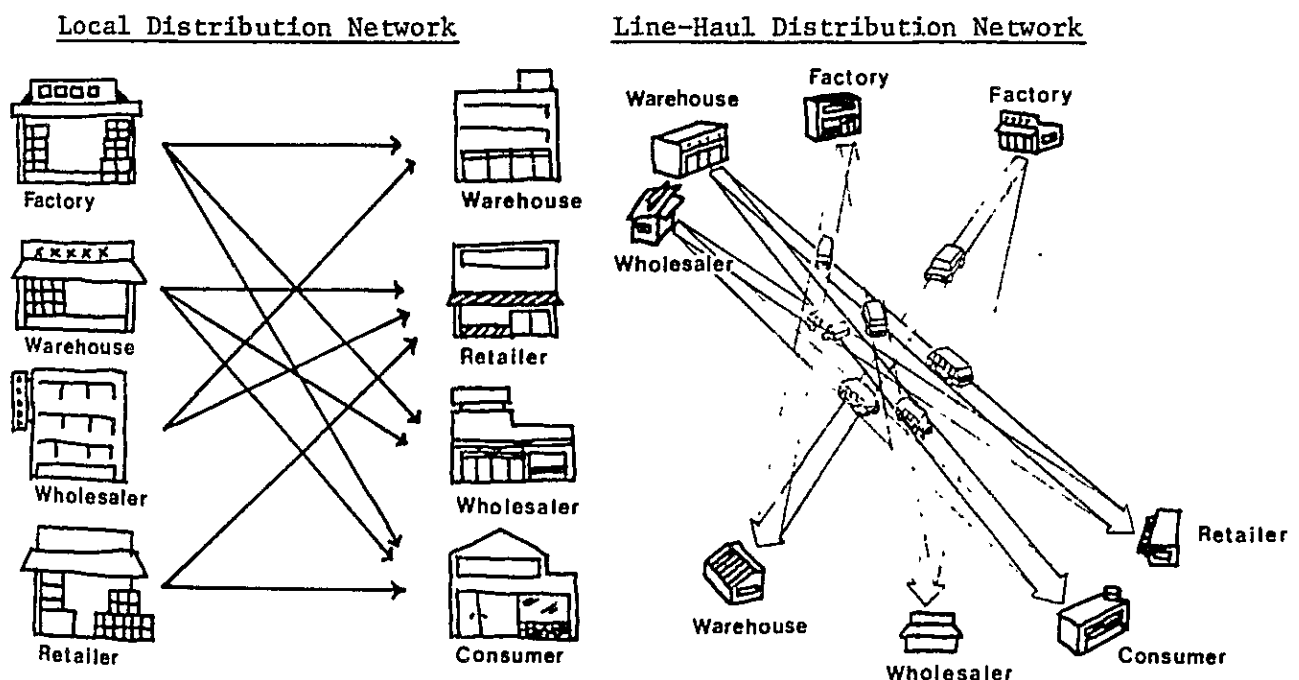 Local Distribution Network
Factory
Warehouse
Wholesaler
Retailer
Warehouse
Retailer
Wholesaler
Consumer
Line-Haul Distribution Network
Warehouse
Factory
Factory
Wholesaler
Retailer
Warehouse
Wholesaler
Consumer